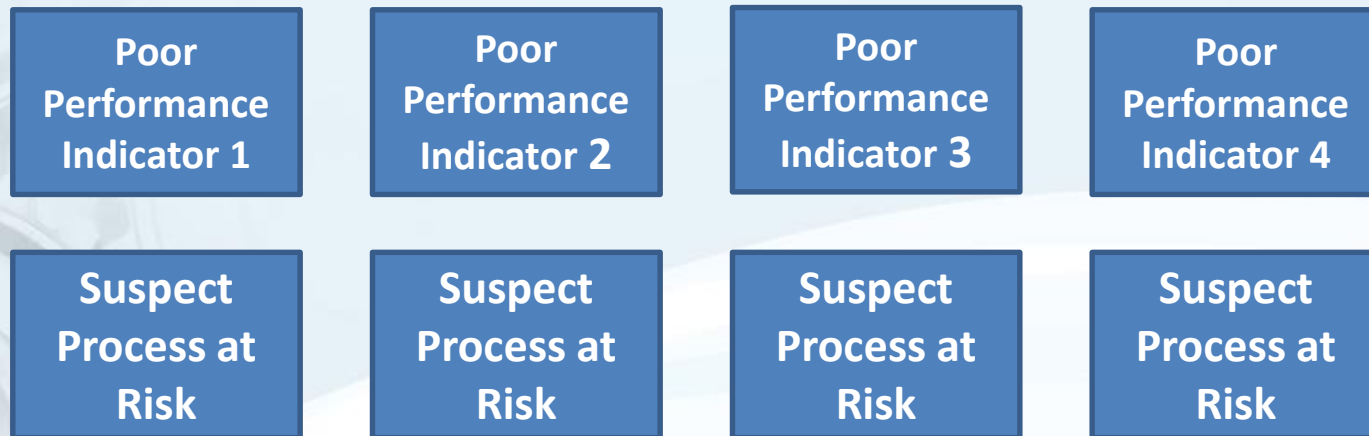 Poor
Performance
Indicator 1
Poor
Performance
Indicator 2
Poor
Performance
Indicator 3
Poor
Performance
Indicator 4
Suspect
Process at
Risk
Suspect
Process at
Risk
Suspect
Process at
Risk
Suspect
Process at
Risk